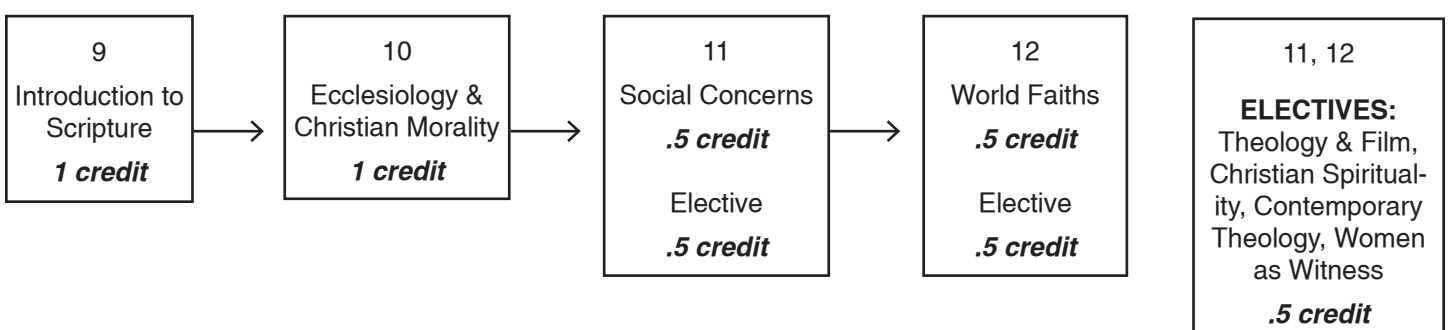 9
Introduction to
Scripture
1 credit
10
Ecclesiology &
Christian Morality
1 credit
11
Social Concerns
.5 credit
Elective
.5 credit
12
World Faiths
.5 credit
Elective
.5 credit
11, 12
ELECTIVES:
Theology & Film,
Christian Spiritual-
ity, Contemporary
Theology, Women
as Witness
.5 credit